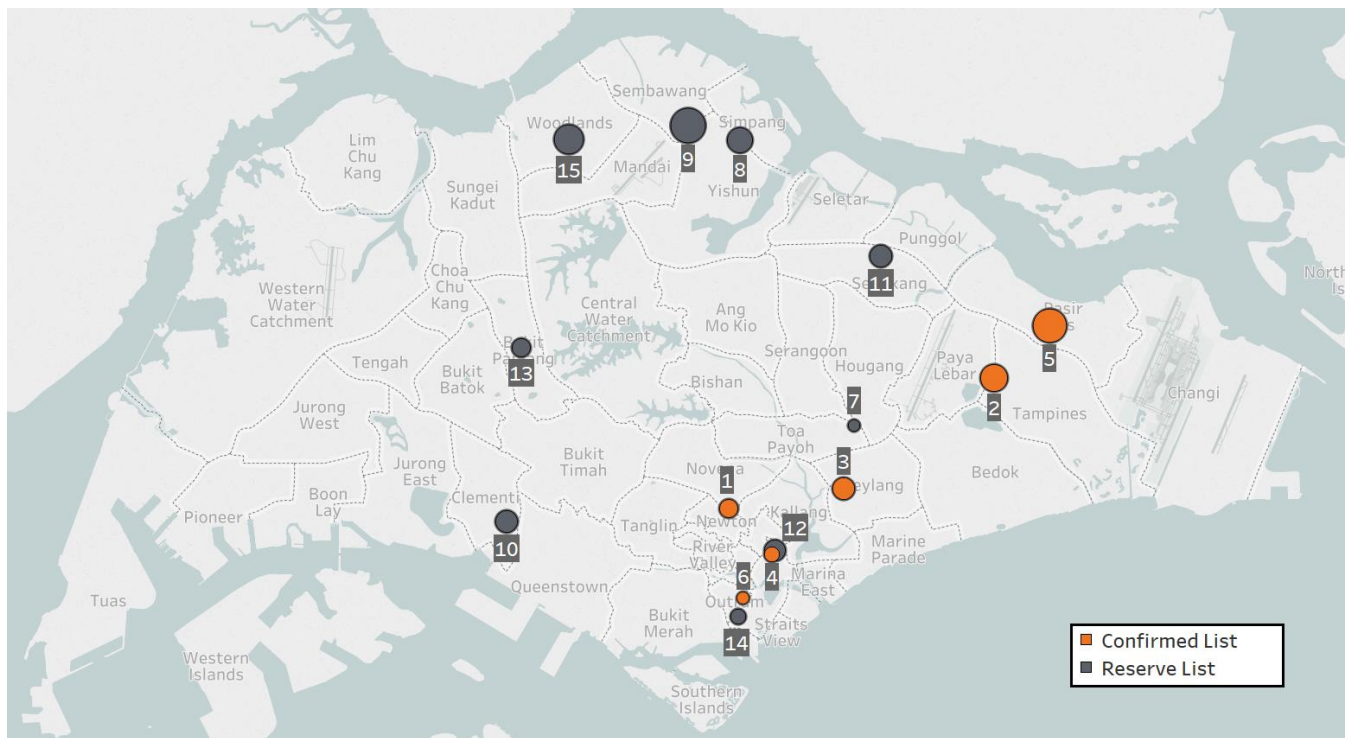 Sembawang
Woodlands
Simpang
Lim
Chu
Kang
15
Mandai
9
8
Sungei
Kadut
Yishun
Seletar
Punggol
11
Choa
Chu
Kang
Western
Water
Catchment
Central
Water
Catchment
Ang
Mo Kio
5
Tengah
Bukit
Batok
13
Serangoon
Hougang
Paya
Lebar
Bishan
2
Tampines
Changi
Jurong
West
7
Toa
Payoh
Bukit
Timah
3
Novena
1
Bedok
Jurong
East
Boon
Lay
Clementi
Pioneer
Tanglin
Newton
Kallang
12
River
Valley
Marine
Parade
10
Queenstown
6
4
Marina
East
Tuas
Outram
Bukit
Merah
Straits
View
14
Western
Islands
Southern
Islands
Confirmed List
Reserve List